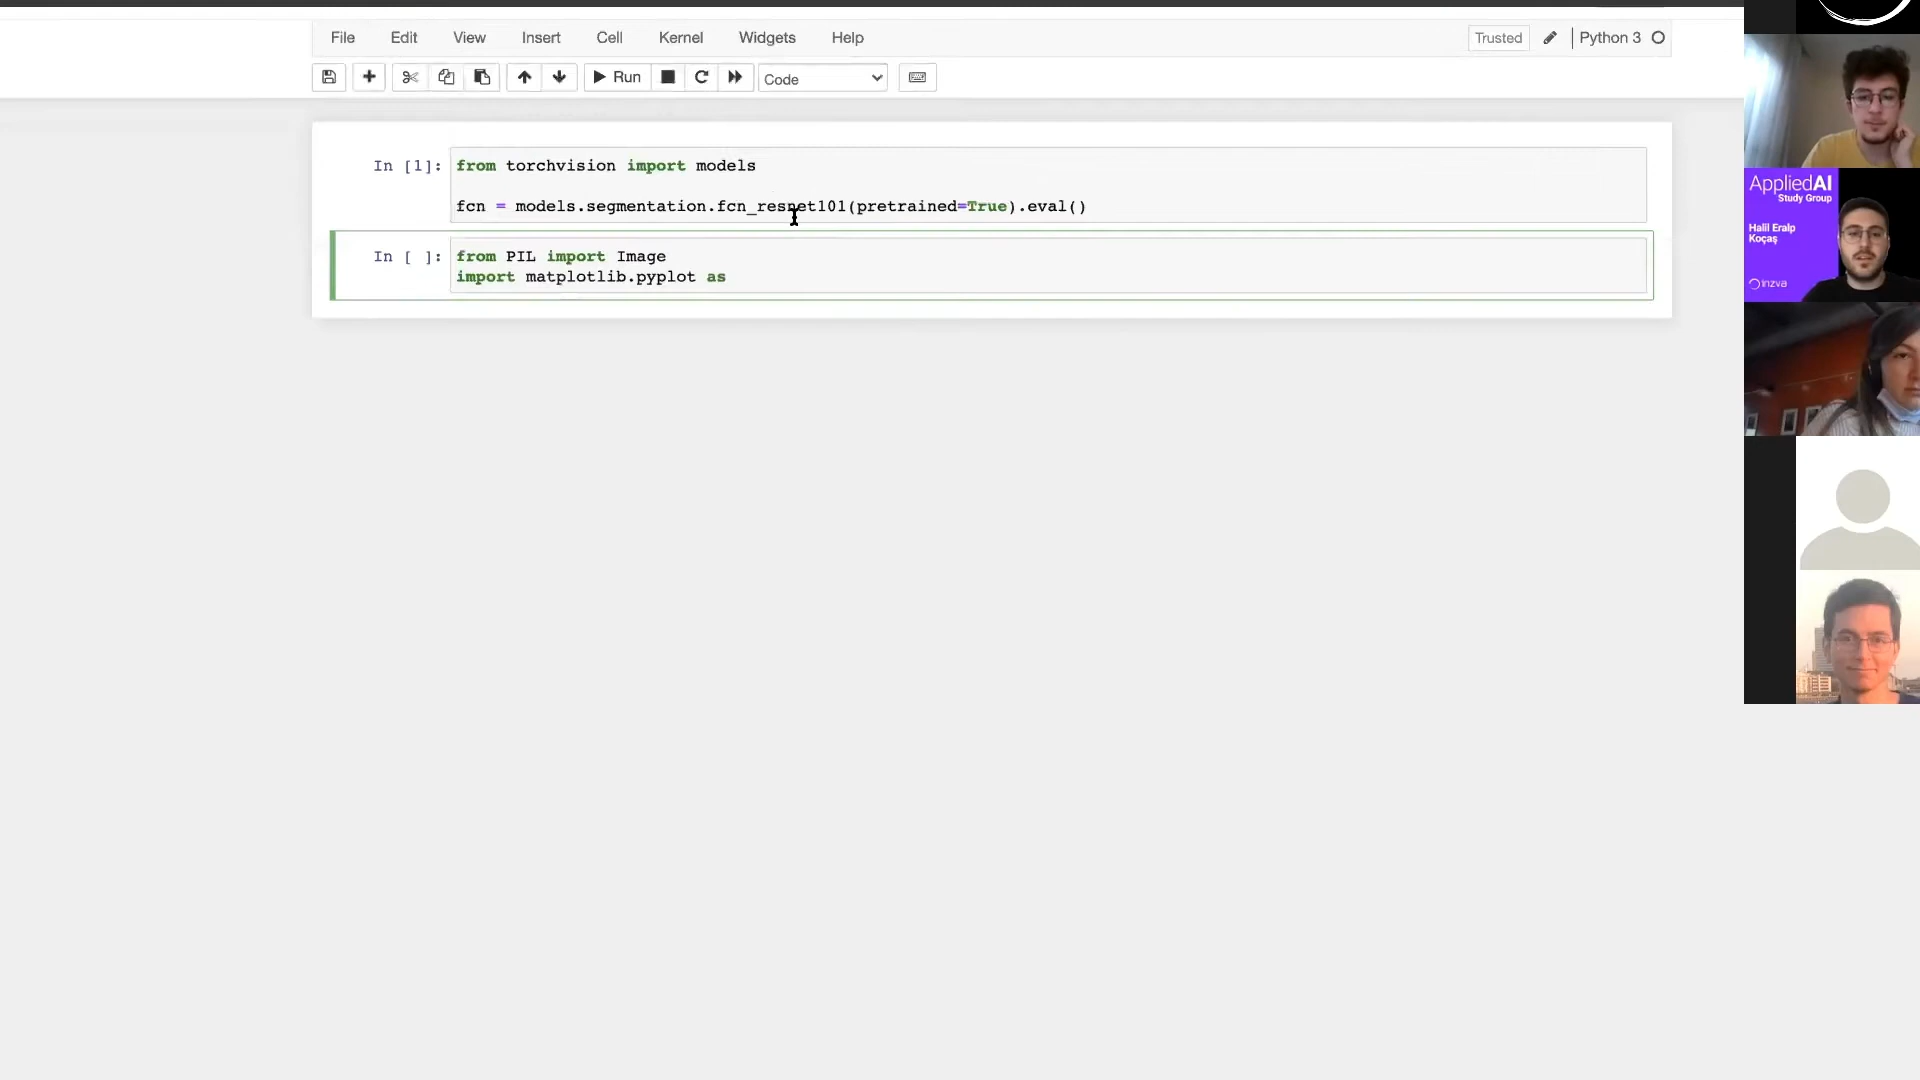 File Edit View Insert Cell Kernel Widgets Help Trusted Python 3
Run Code
In [1]: from torchvision import models
fcn = models.segmentation.fcn_resnet101(pretrained=True).eval()
In [ ]: from PIL import Image
import matplotlib.pyplot as
AppliedAI
Study Group
Halil Eralp
Koçaş
inzva